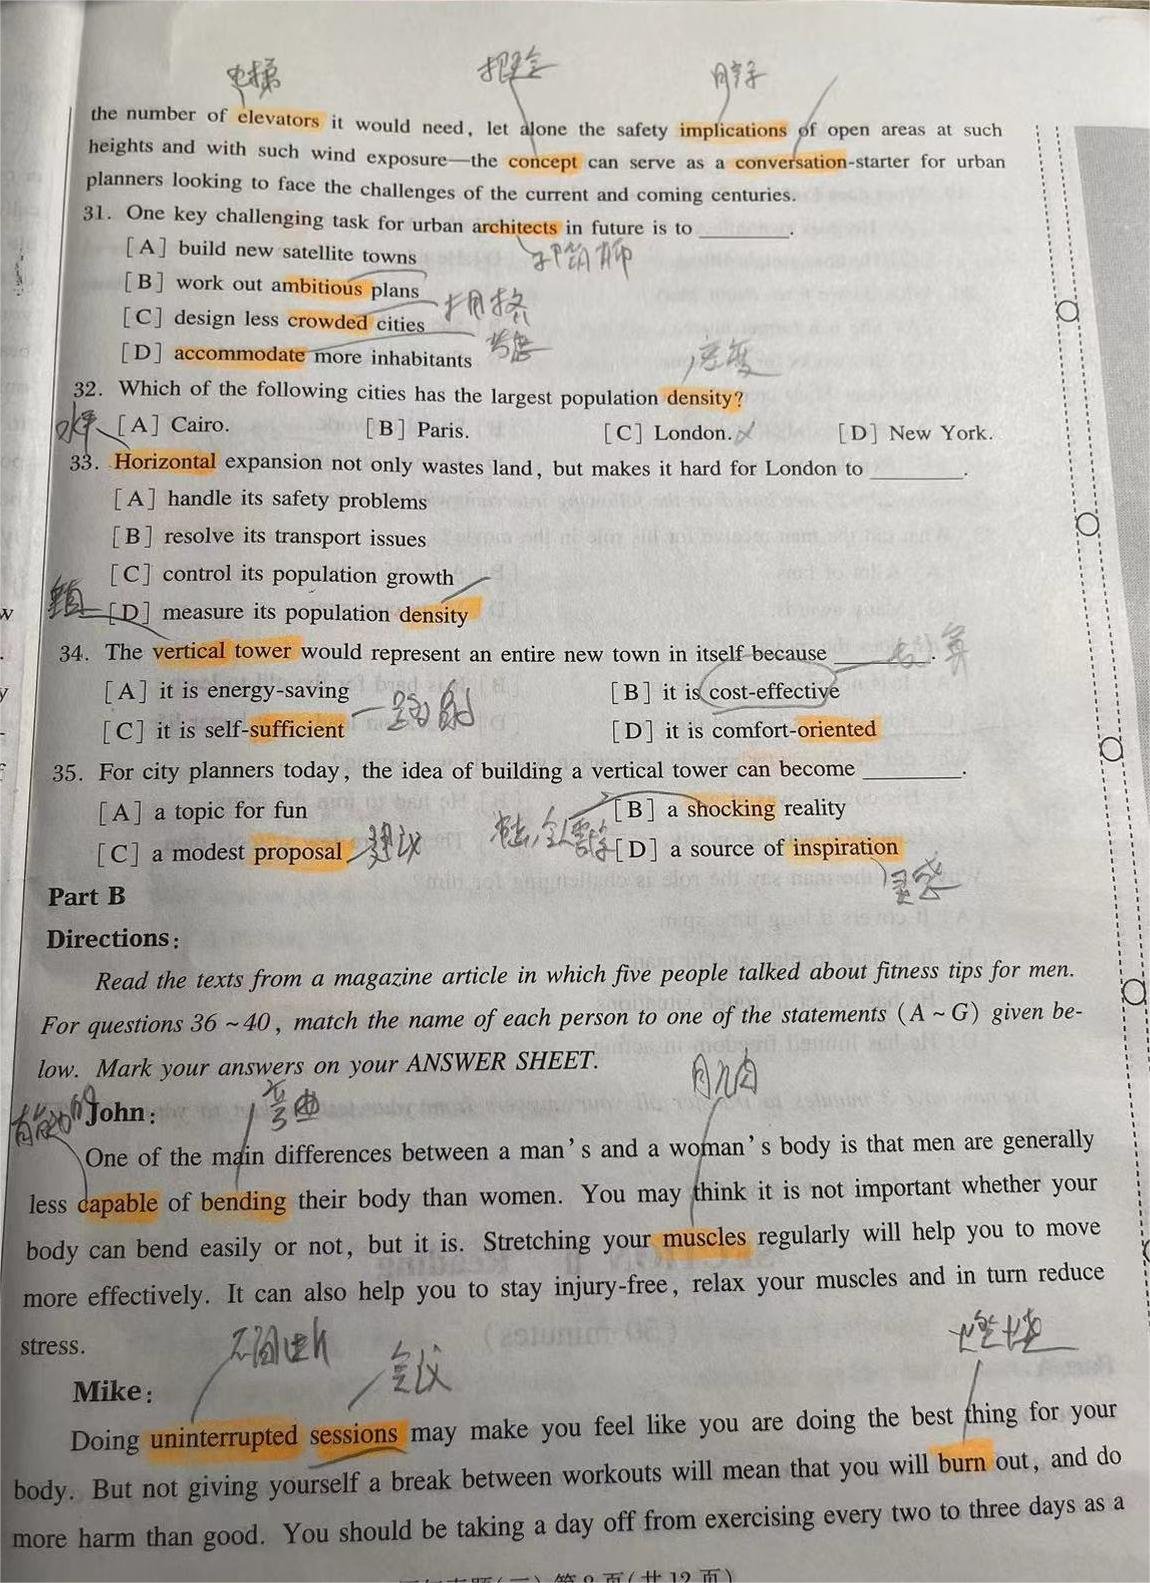 电梯 概念
the number of elevators it would need, let alone the safety implications of open areas at such
heights and with such wind exposure—the concept can serve as a conversation-starter for urban
planners looking to face the challenges of the current and coming centuries.
31. One key challenging task for urban architects in future is to ________.
[A] build new satellite towns
[B] work out ambitious plans
[C] design less crowded cities 拥挤
[D] accommodate more inhabitants
32. Which of the following cities has the largest population density?
水平 [A] Cairo. [B] Paris. [C] London. [D] New York.
33. Horizontal expansion not only wastes land, but makes it hard for London to ________.
[A] handle its safety problems
[B] resolve its transport issues
[C] control its population growth
[D] measure its population density
34. The vertical tower would represent an entire new town in itself because ________.
[A] it is energy-saving [B] it is cost-effective
[C] it is self-sufficient [D] it is comfort-oriented
35. For city planners today, the idea of building a vertical tower can become ________.
[A] a topic for fun [B] a shocking reality
[C] a modest proposal [D] a source of inspiration
灵感
Part B
Directions:
Read the texts from a magazine article in which five people talked about fitness tips for men.
For questions 36 ~ 40, match the name of each person to one of the statements (A ~ G) given be-
low. Mark your answers on your ANSWER SHEET.
肌肉
有能力的 John: 弯曲
One of the main differences between a man's and a woman's body is that men are generally
less capable of bending their body than women. You may think it is not important whether your
body can bend easily or not, but it is. Stretching your muscles regularly will help you to move
more effectively. It can also help you to stay injury-free, relax your muscles and in turn reduce
stress.
不间断 会议 燃烧
Mike:
Doing uninterrupted sessions may make you feel like you are doing the best thing for your
body. But not giving yourself a break between workouts will mean that you will burn out, and do
more harm than good. You should be taking a day off from exercising every two to three days as a